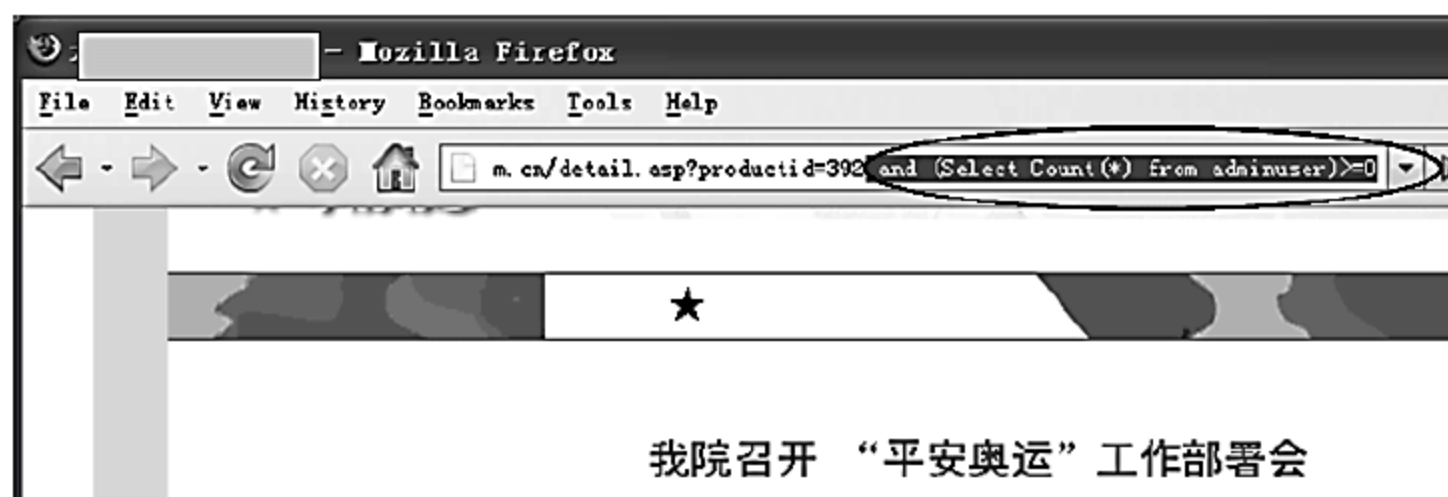 – Mozilla Firefox
File Edit View History Bookmarks Tools Help
m.cn/detail.asp?productid=392 and (Select Count(*) from adminuser)>=0
我院召开 “平安奥运”工作部署会